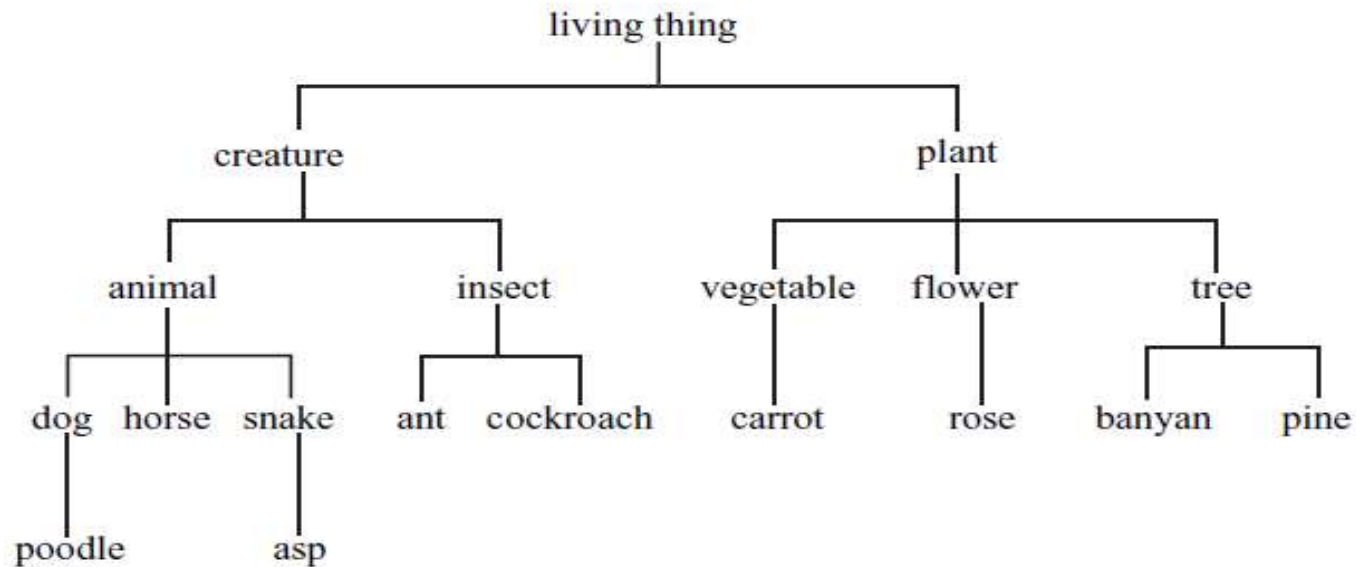 living thing
creature plant
animal insect vegetable flower tree
dog horse snake ant cockroach carrot rose banyan pine
poodle asp